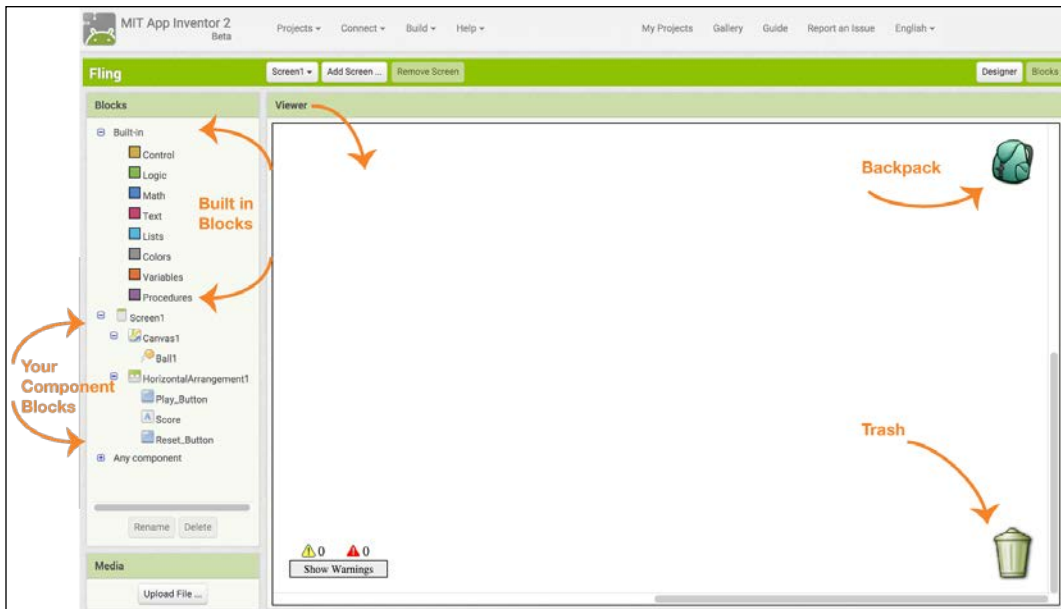 MIT App Inventor 2
Beta
Projects Connect Build Help
My Projects Gallery Guide Report an Issue English
Fling
Screen1 Add Screen ... Remove Screen
Designer Blocks
Blocks
Viewer
Built-in
Control
Logic
Math
Text
Lists
Colors
Variables
Procedures
Built in
Blocks
Backpack
Screen1
Canvas1
Ball1
HorizontalArrangement1
Play_Button
Score
Reset_Button
Any component
Your
Component
Blocks
Trash
Rename Delete
0 0
Show Warnings
Media
Upload File ...